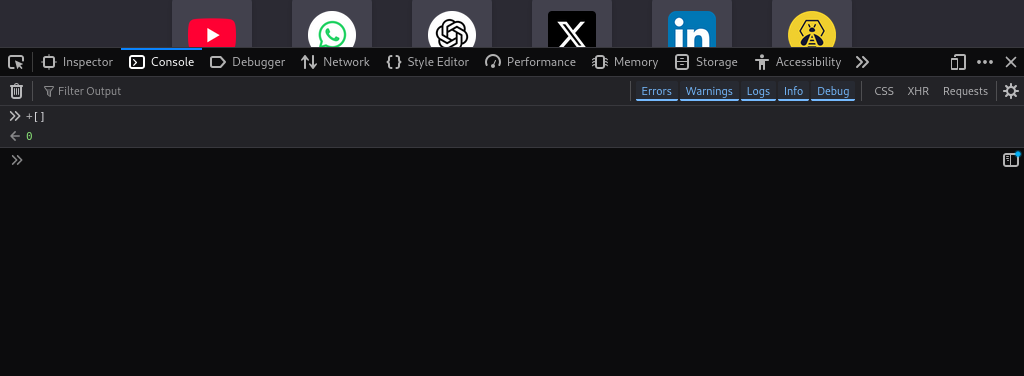 in
Inspector Console Debugger Network Style Editor Performance Memory Storage Accessibility
Filter Output Errors Warnings Logs Info Debug CSS XHR Requests
+[]
0